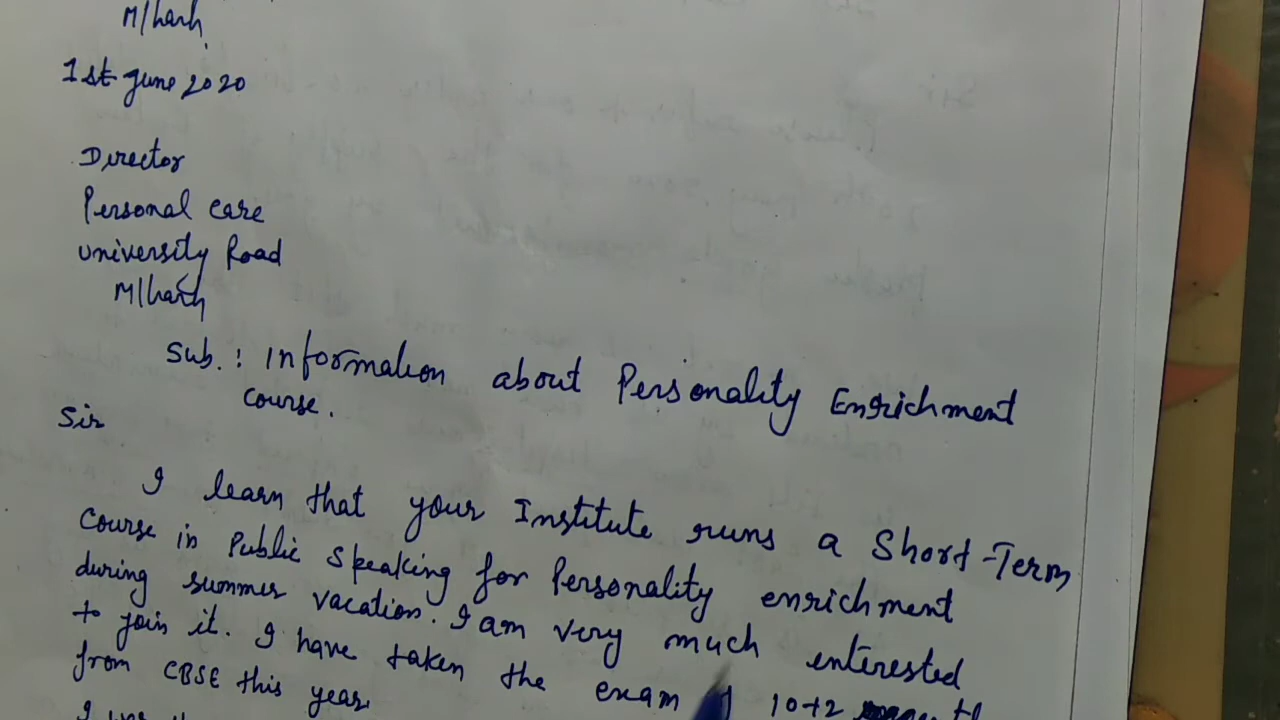 M/harh
1st June 2020
Director
Personal care
University Road
M/harh
Sub. : Information about Personality Enrichment
course.
Sir
I learn that your Institute runs a Short-Term
Course in Public Speaking for Personality enrichment
during summer vacation. I am very much interested
to join it. I have taken the exam 10+2
from CBSE this year